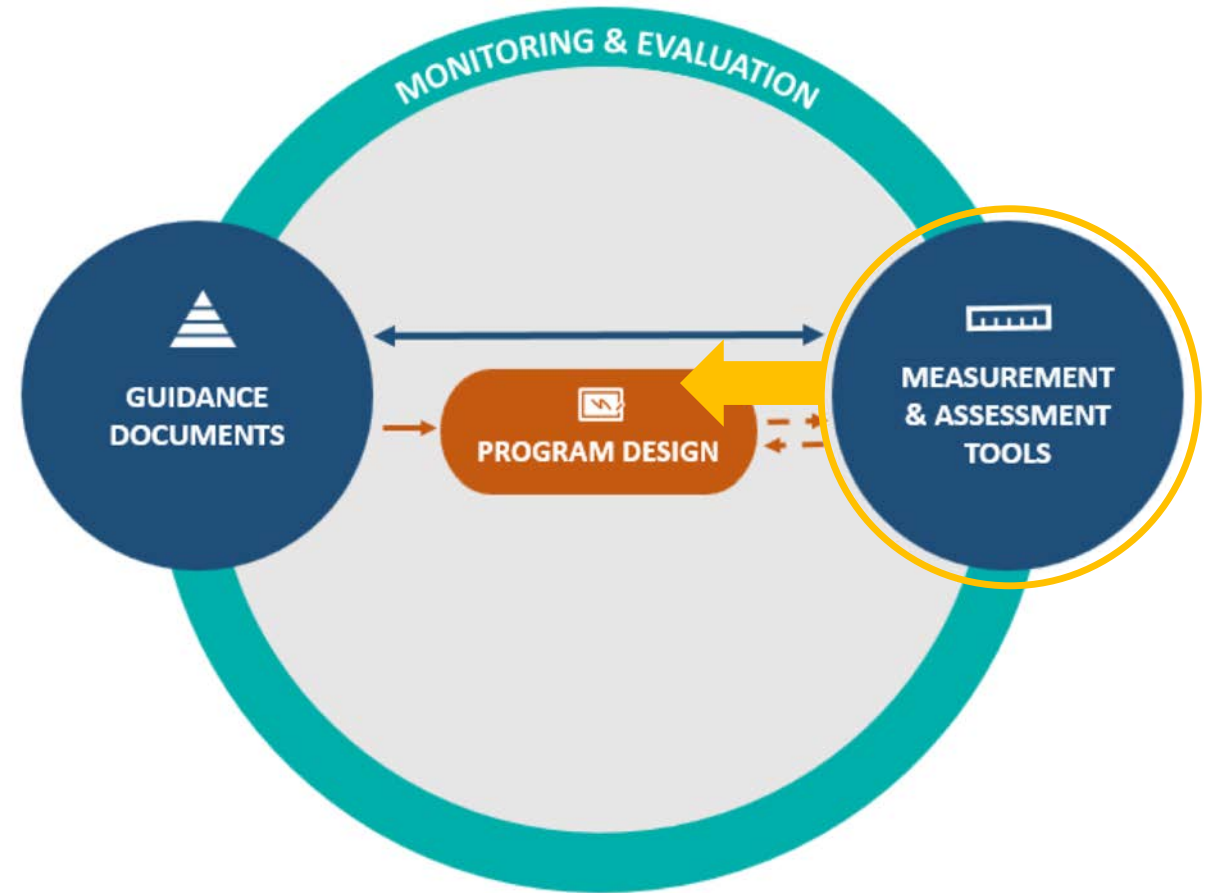 MONITORING & EVALUATION
GUIDANCE
DOCUMENTS
PROGRAM DESIGN
MEASUREMENT
& ASSESSMENT
TOOLS